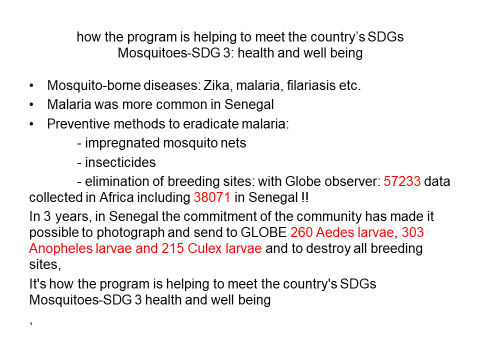 how the program is helping to meet the country's SDGs
Mosquitoes-SDG 3: health and well being
• Mosquito-borne diseases: Zika, malaria, filariasis etc.
• Malaria was more common in Senegal
• Preventive methods to eradicate malaria:
- impregnated mosquito nets
- insecticides
- elimination of breeding sites: with Globe observer: 57233 data
collected in Africa including 38071 in Senegal !!
In 3 years, in Senegal the commitment of the community has made it
possible to photograph and send to GLOBE 260 Aedes larvae, 303
Anopheles larvae and 215 Culex larvae and to destroy all breeding
sites,
It's how the program is helping to meet the country's SDGs
Mosquitoes-SDG 3 health and well being
,